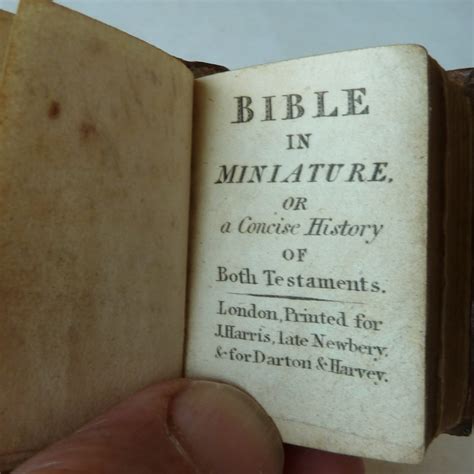 BIBLE
IN
MINIATURE,
OR
a Concise History
OF
Both Testaments.
London, Printed for
J.Harris, late Newbery,
& for Darton & Harvey.